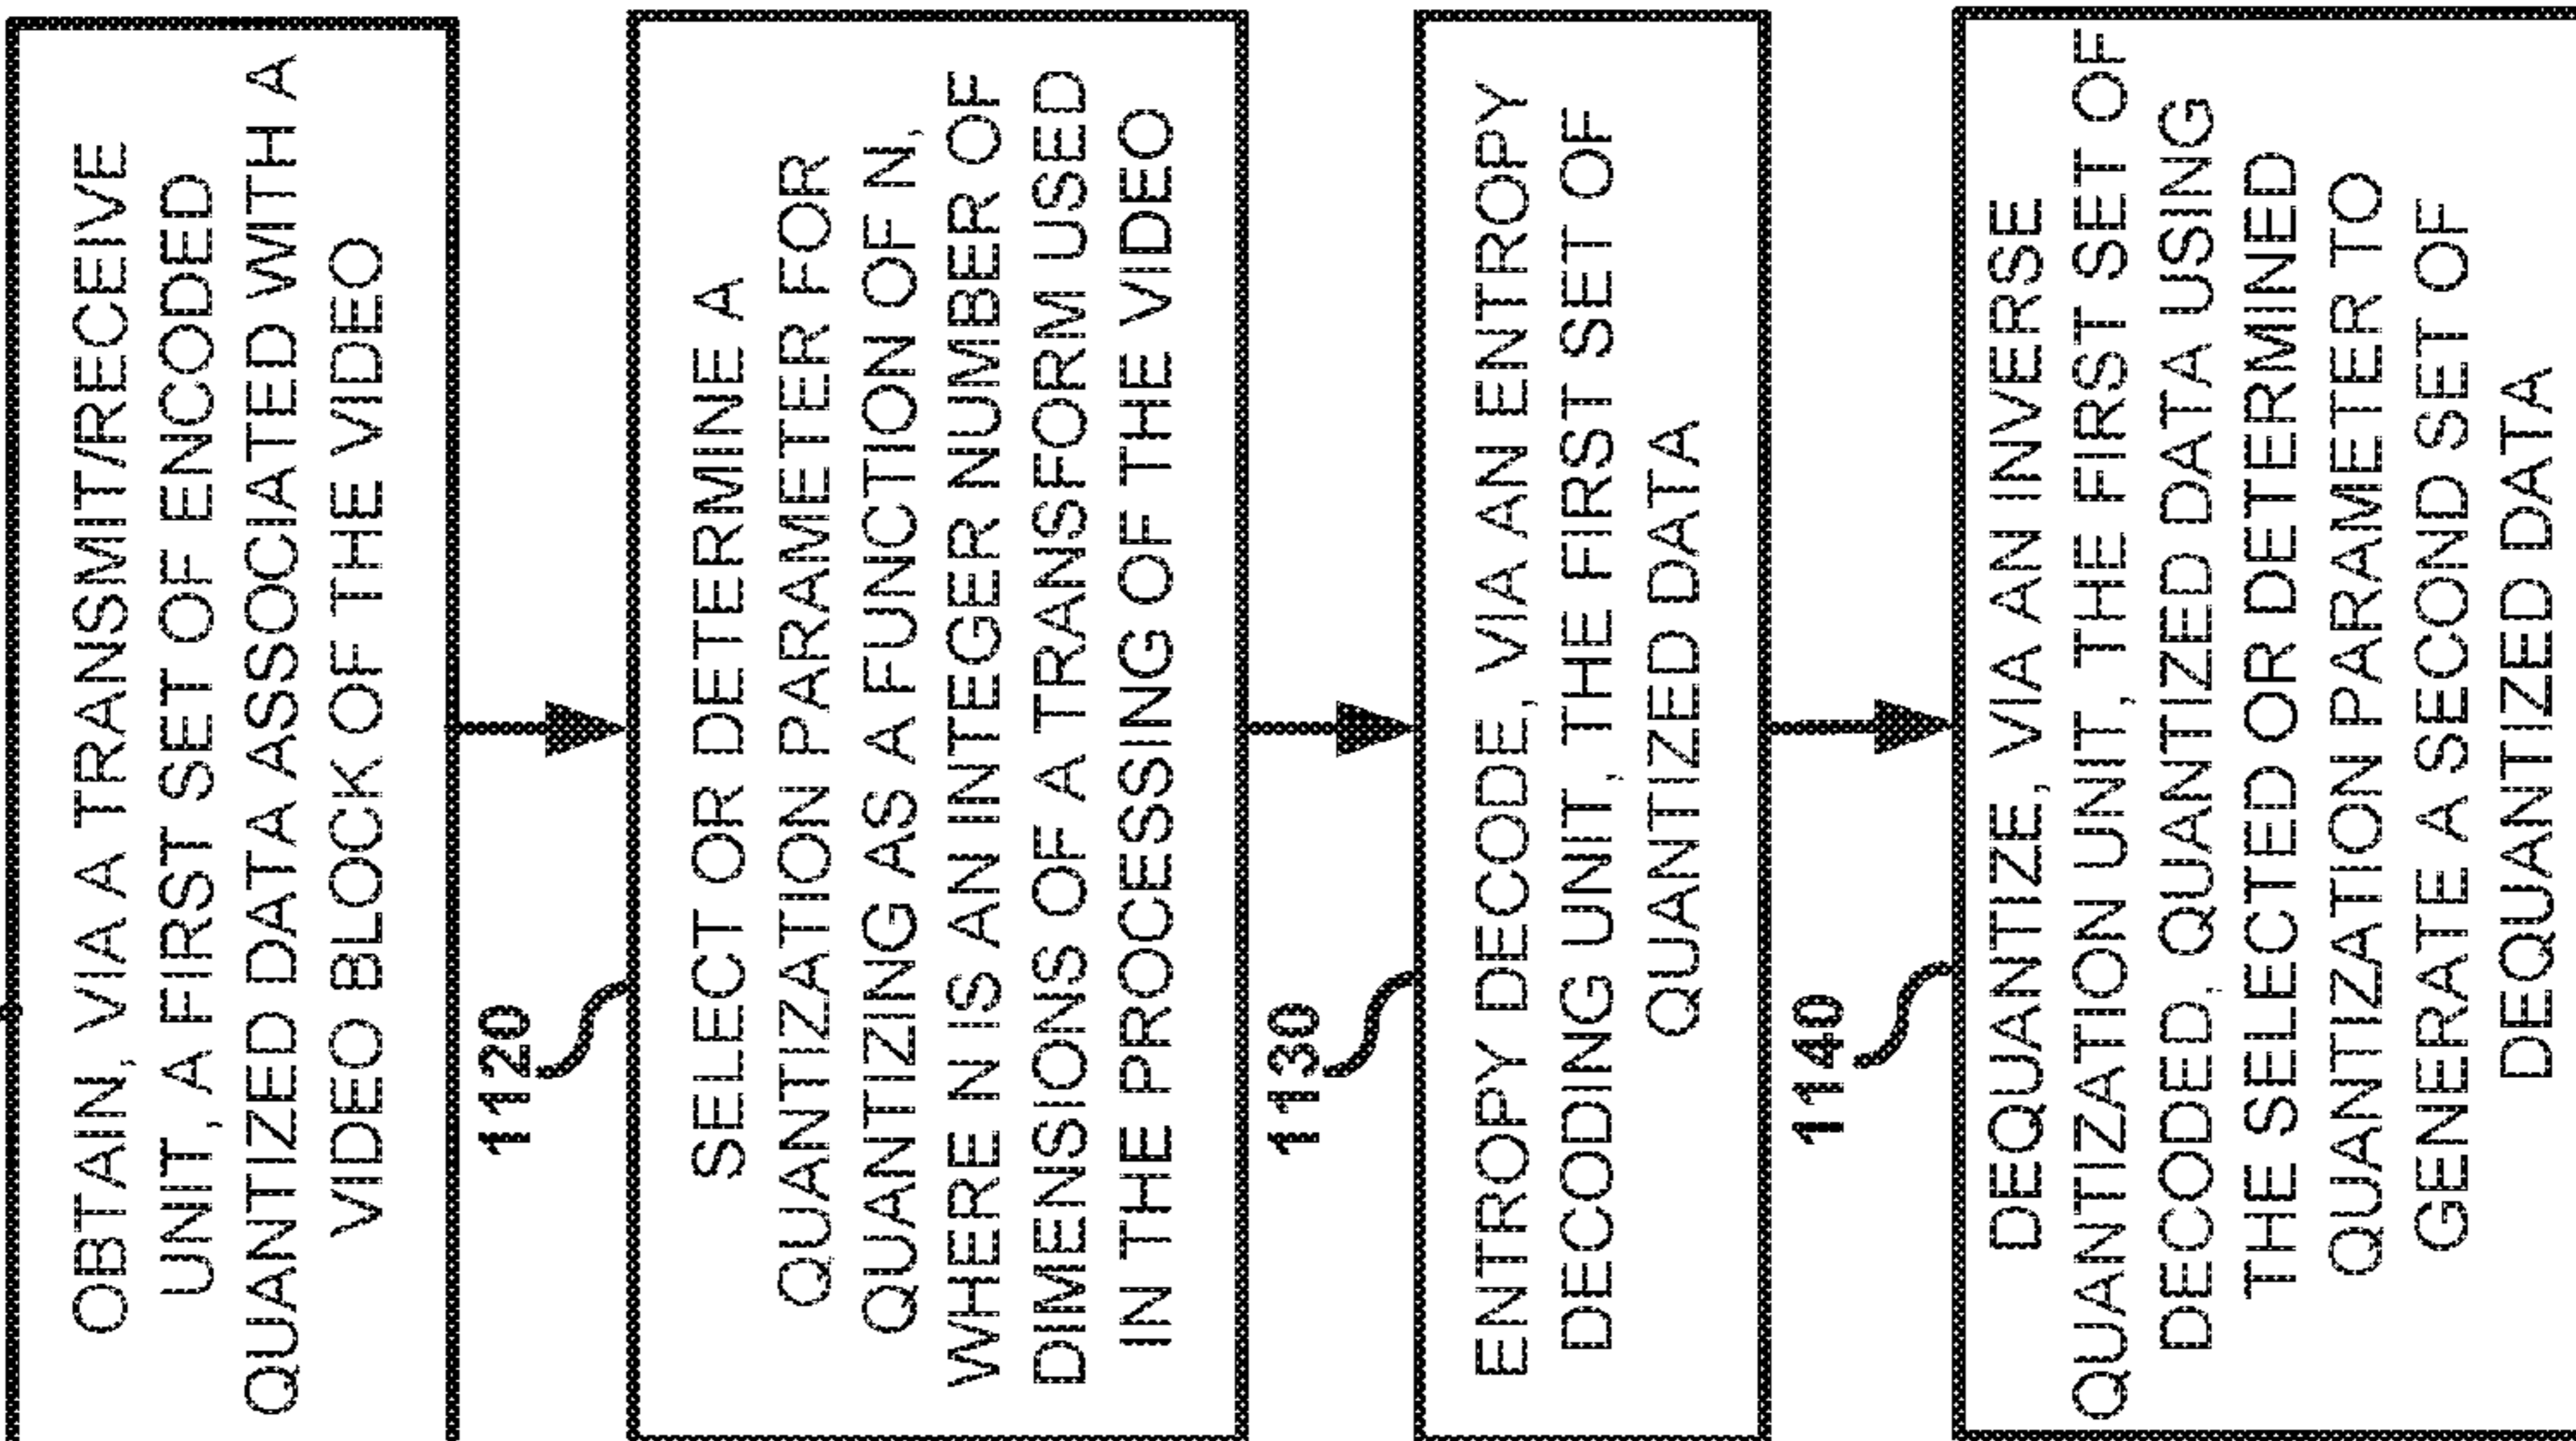 OBTAIN, VIA A TRANSMIT/RECEIVE
UNIT, A FIRST SET OF ENCODED
QUANTIZED DATA ASSOCIATED WITH A
VIDEO BLOCK OF THE VIDEO
1120
SELECT OR DETERMINE A
QUANTIZATION PARAMETER FOR
QUANTIZING AS A FUNCTION OF N,
WHERE N IS AN INTEGER NUMBER OF
DIMENSIONS OF A TRANSFORM USED
IN THE PROCESSING OF THE VIDEO
1130
ENTROPY DECODE, VIA AN ENTROPY
DECODING UNIT, THE FIRST SET OF
QUANTIZED DATA
1140
DEQUANTIZE, VIA AN INVERSE
QUANTIZATION UNIT, THE FIRST SET OF
DECODED, QUANTIZED DATA USING
THE SELECTED OR DETERMINED
QUANTIZATION PARAMETER TO
GENERATE A SECOND SET OF
DEQUANTIZED DATA